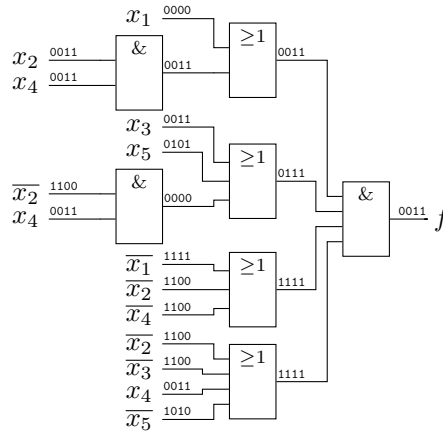 x₁ 0000
≥1
x₂ 0011 & 0011
x₄ 0011 0011
x₃ 0011
x₅ 0101 ≥1
0111
x̅₂ 1100 & &
x₄ 0011 0000 0011 f
x̅₁ 1111 ≥1
x̅₂ 1100 1111
x̅₄ 1100
x̅₂ 1100
x̅₃ 1100 ≥1
x₄ 0011 1111
x̅₅ 1010